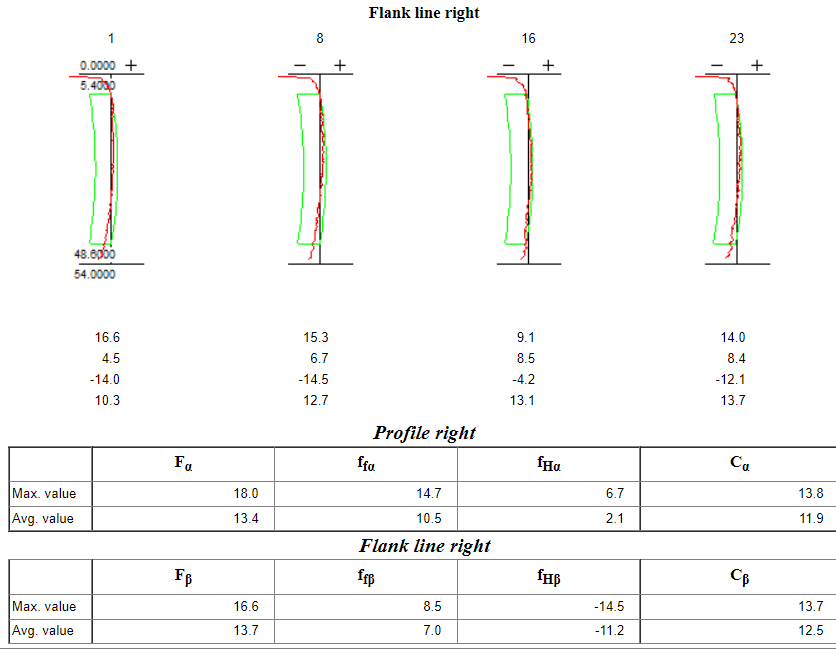 Flank line right
1 8 16 23
0.0000 + − + − + − +
5.4000
48.6000
54.0000
16.6 15.3 9.1 14.0
4.5 6.7 8.5 8.4
-14.0 -14.5 -4.2 -12.1
10.3 12.7 13.1 13.7
Profile right
Fα ffα fHα Cα
Max. value 18.0 14.7 6.7 13.8
Avg. value 13.4 10.5 2.1 11.9
Flank line right
Fβ ffβ fHβ Cβ
Max. value 16.6 8.5 -14.5 13.7
Avg. value 13.7 7.0 -11.2 12.5